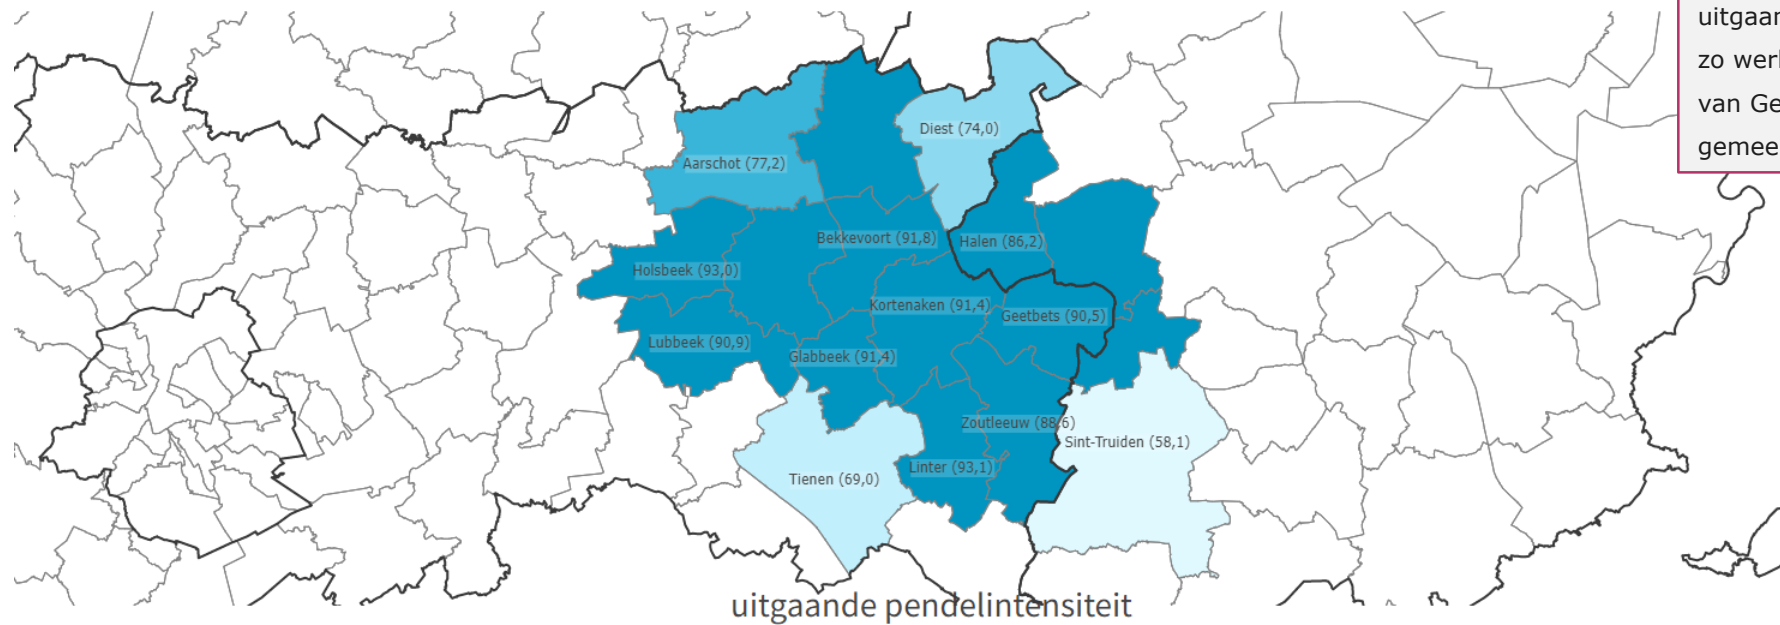 uitgaan
zo werk
van Ge
gemee
Diest (74,0)
Aarschot (77,2)
Bekkevoort (91,8)
Halen (86,2)
Holsbeek (93,0)
Kortenaken (91,4)
Geetbets (90,5)
Lubbeek (90,9)
Glabbeek (91,4)
Zoutleeuw (88,6)
Sint-Truiden (58,1)
Linter (93,1)
Tienen (69,0)
uitgaande pendelintensiteit